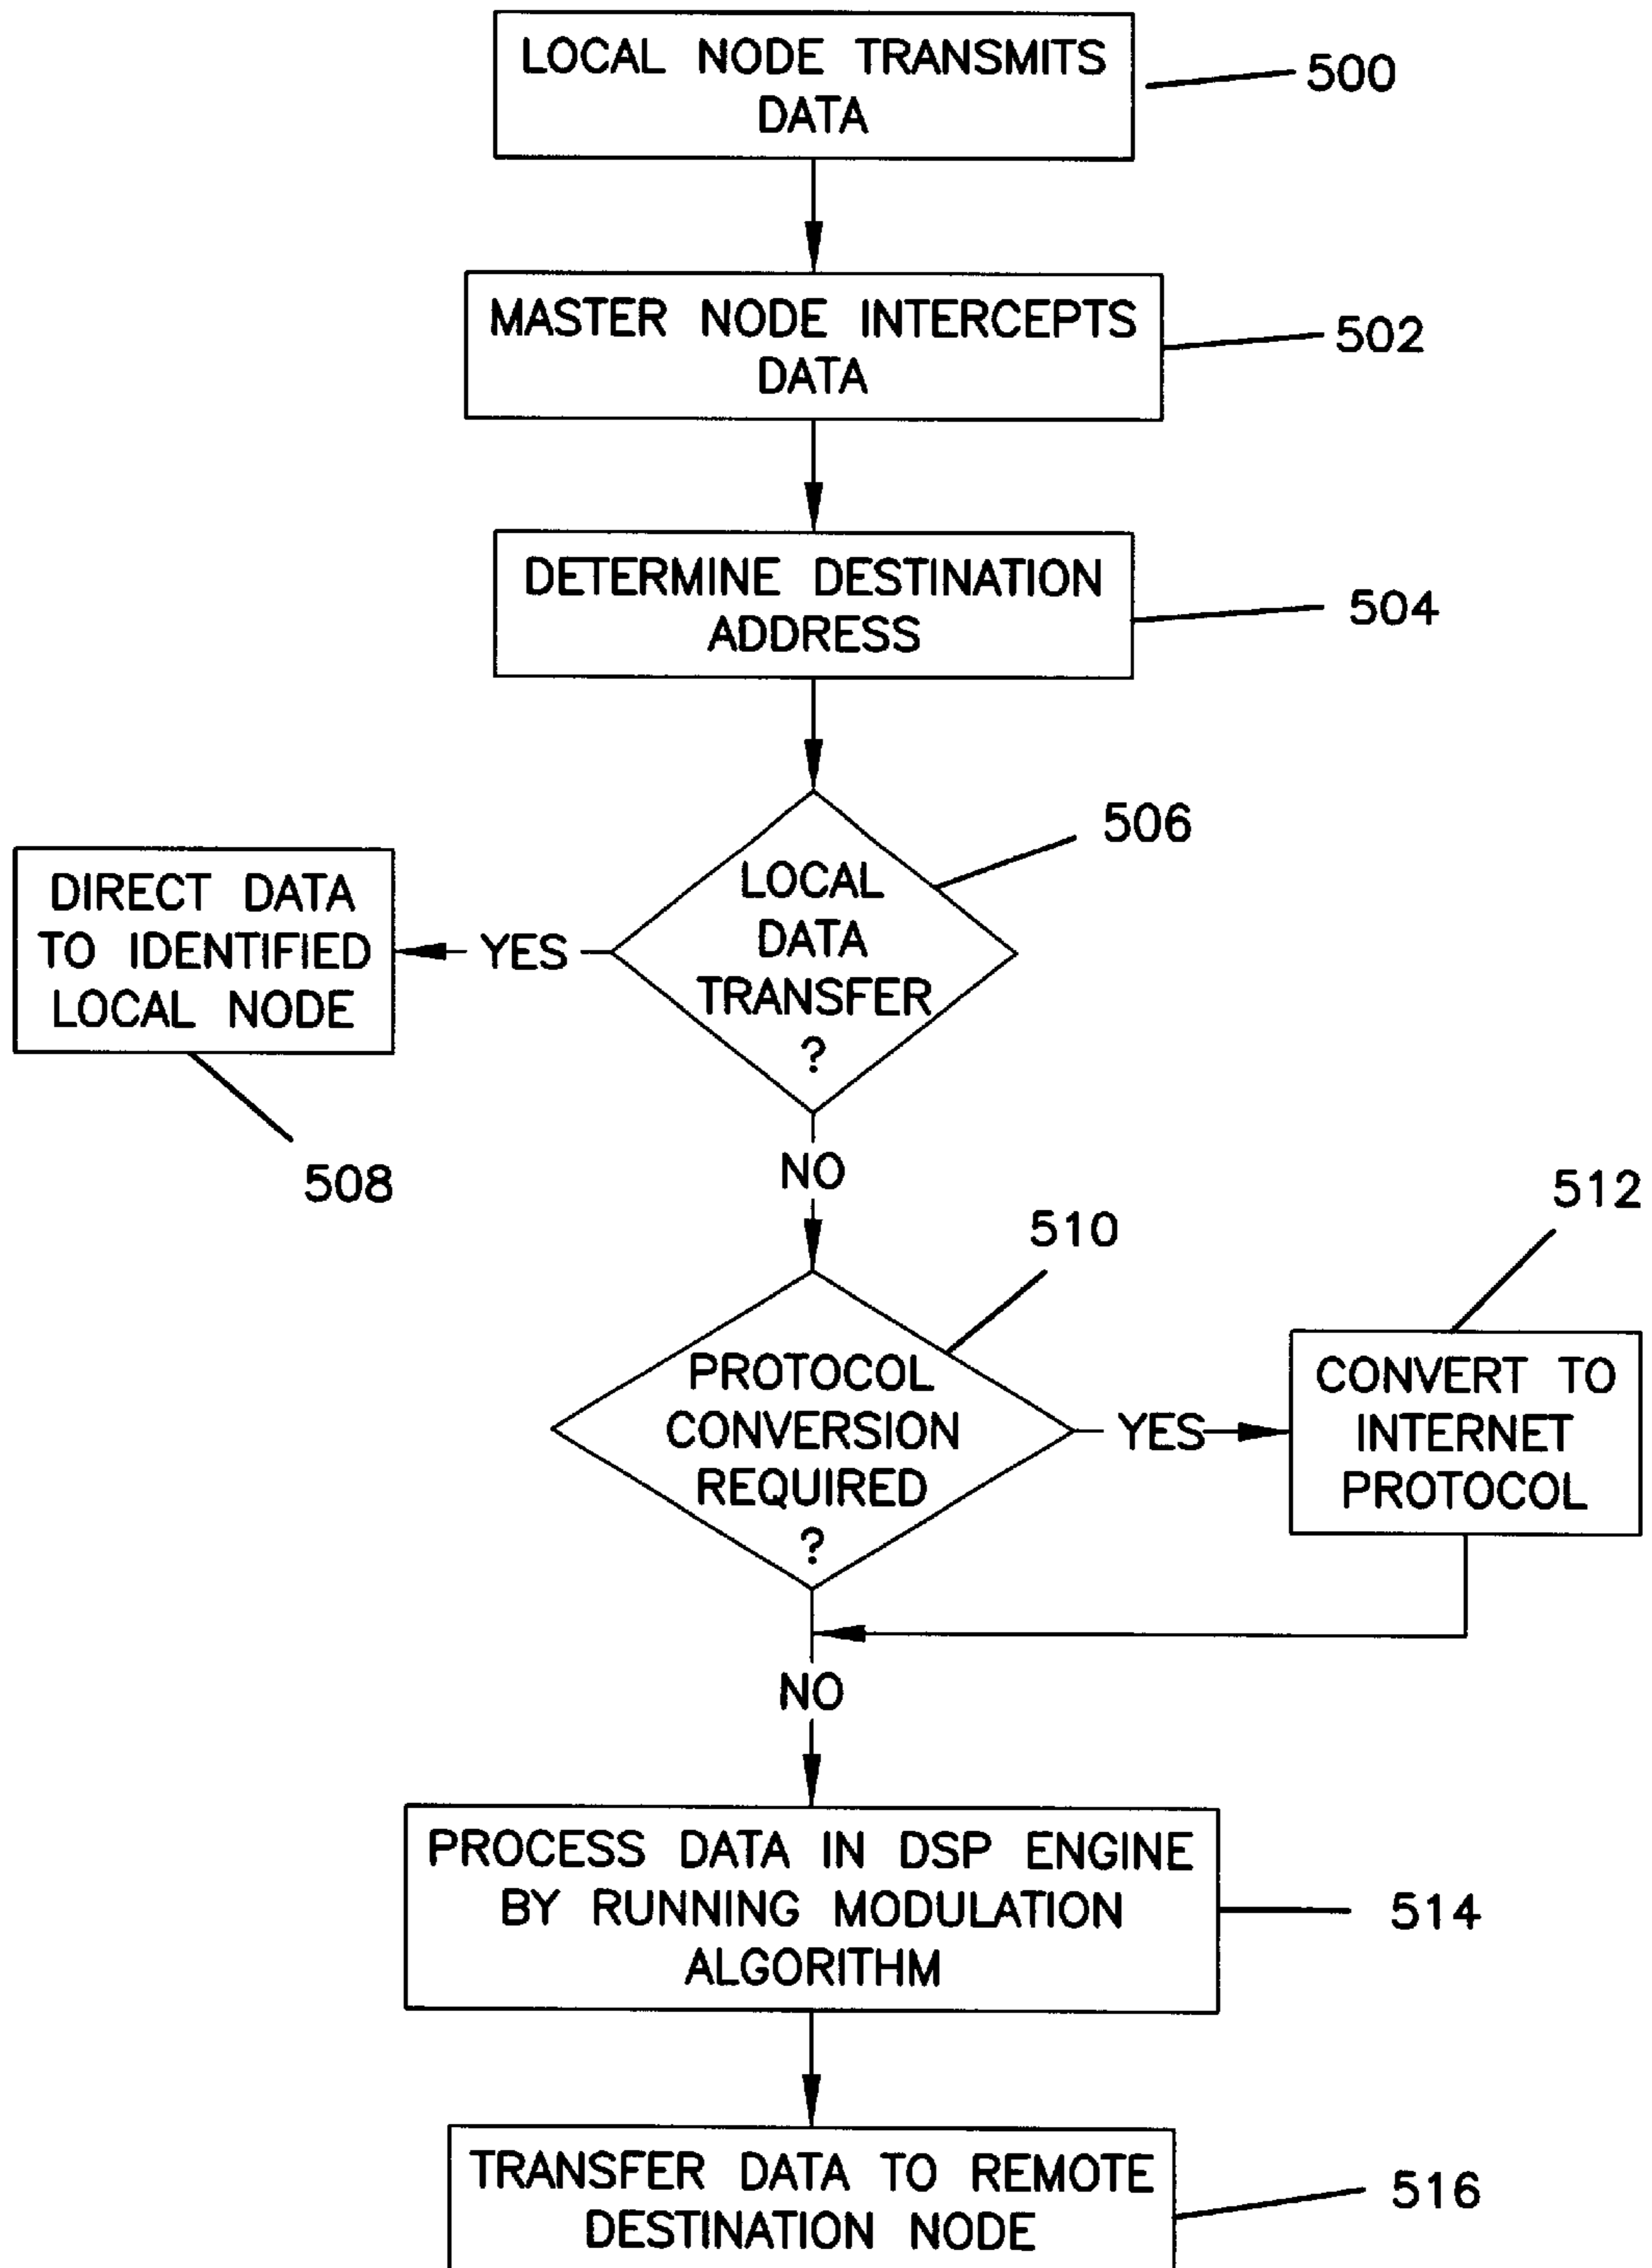 LOCAL NODE TRANSMITS
DATA
500
MASTER NODE INTERCEPTS
DATA
502
DETERMINE DESTINATION
ADDRESS
504
506
LOCAL
DATA
TRANSFER
?
YES
DIRECT DATA
TO IDENTIFIED
LOCAL NODE
508
NO
510
512
PROTOCOL
CONVERSION
REQUIRED
?
YES
CONVERT TO
INTERNET
PROTOCOL
NO
PROCESS DATA IN DSP ENGINE
BY RUNNING MODULATION
ALGORITHM
514
TRANSFER DATA TO REMOTE
DESTINATION NODE
516